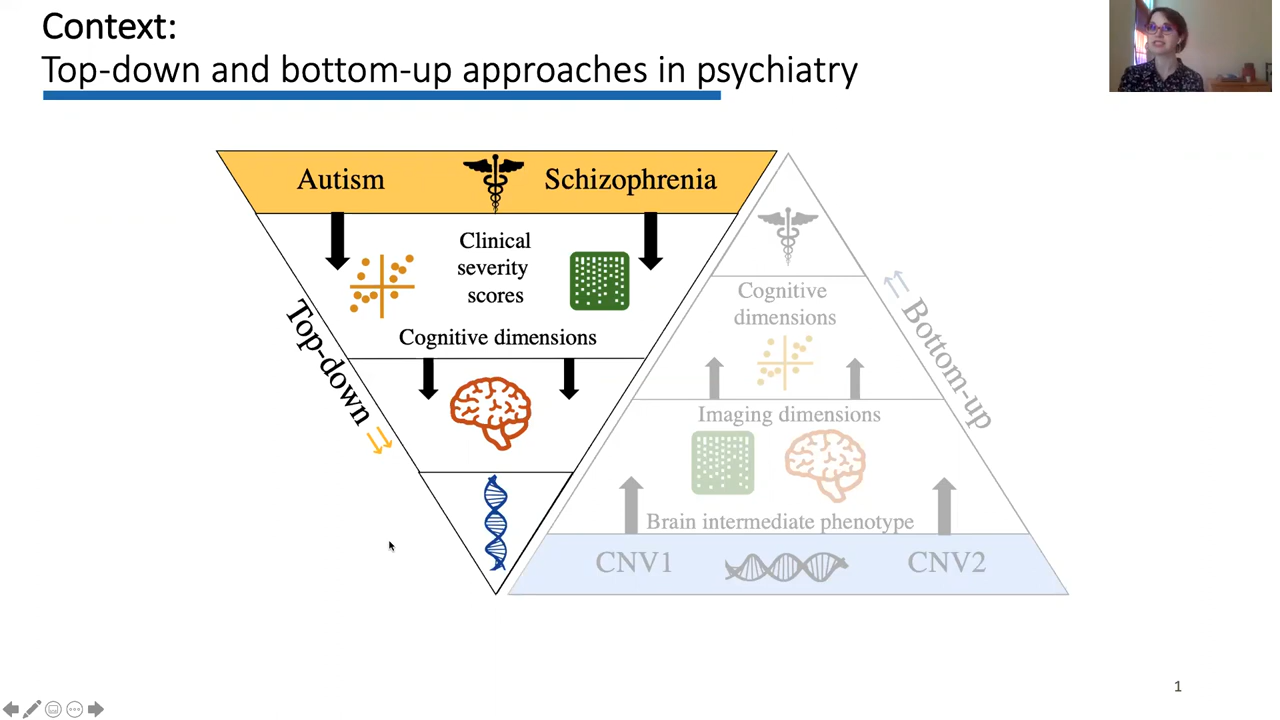 Context:
Top-down and bottom-up approaches in psychiatry
Autism
Schizophrenia
Clinical
severity
scores
Cognitive dimensions
Top-down
Cognitive
dimensions
Bottom-up
Imaging dimensions
Brain intermediate phenotype
CNV1
CNV2
1